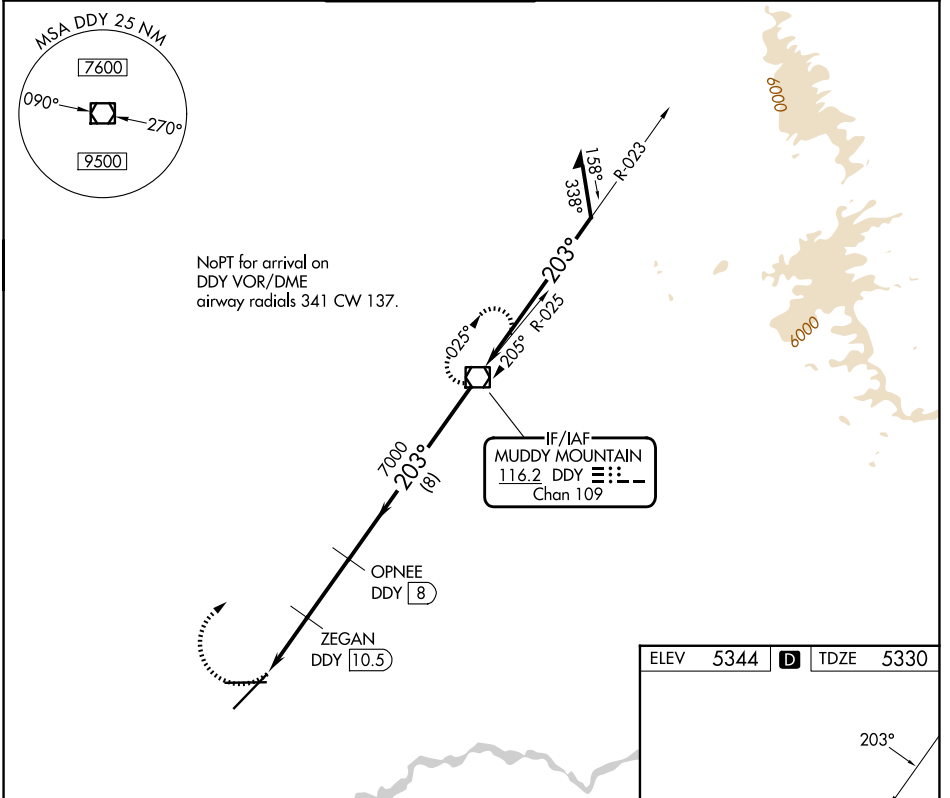 MSA DDY 25 NM
7600
090°
270°
9500
NoPT for arrival on
DDY VOR/DME
airway radials 341 CW 137.
6000
158°
338°
R-023
203°
R-025
025°
205°
6000
IF/IAF
MUDDY MOUNTAIN
116.2 DDY
Chan 109
7000
203°
(8)
OPNEE
DDY 8
ZEGAN
DDY 10.5
ELEV 5344 D TDZE 5330
203°